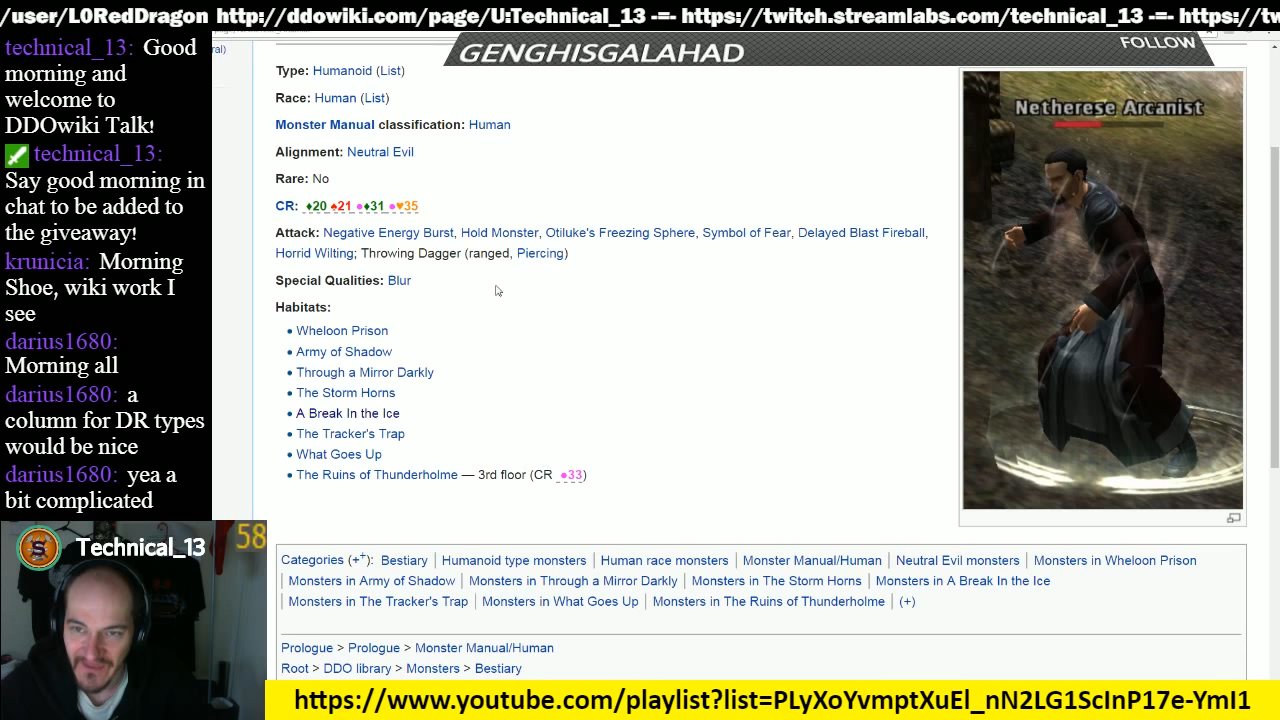 /user/L0RedDragon http://ddowiki.com/page/U:Technical_13 -=- https://twitch.streamlabs.com/technical_13 -=- https://tw
technical_13: Good
morning and
welcome to
DDOwiki Talk!
technical_13:
Say good morning in
chat to be added to
the giveaway!
krunicia: Morning
Shoe, wiki work I
see
darius1680:
Morning all
darius1680: a
column for DR types
would be nice
darius1680: yea a
bit complicated
Technical_13
58
GENGHISGALAHAD
FOLLOW
Type: Humanoid (List)
Race: Human (List)
Monster Manual classification: Human
Alignment: Neutral Evil
Rare: No
CR: ♦20 ♠21 ●♦31 ●♥35
Attack: Negative Energy Burst, Hold Monster, Otiluke's Freezing Sphere, Symbol of Fear, Delayed Blast Fireball,
Horrid Wilting; Throwing Dagger (ranged, Piercing)
Special Qualities: Blur
Habitats:
• Wheloon Prison
• Army of Shadow
• Through a Mirror Darkly
• The Storm Horns
• A Break In the Ice
• The Tracker's Trap
• What Goes Up
• The Ruins of Thunderholme — 3rd floor (CR ●33)
Netherese Arcanist
Categories (+⁺): Bestiary | Humanoid type monsters | Human race monsters | Monster Manual/Human | Neutral Evil monsters | Monsters in Wheloon Prison
| Monsters in Army of Shadow | Monsters in Through a Mirror Darkly | Monsters in The Storm Horns | Monsters in A Break In the Ice
| Monsters in The Tracker's Trap | Monsters in What Goes Up | Monsters in The Ruins of Thunderholme | (+)
Prologue > Prologue > Monster Manual/Human
Root > DDO library > Monsters > Bestiary
https://www.youtube.com/playlist?list=PLyXoYvmptXuEl_nN2LG1ScInP17e-YmI1